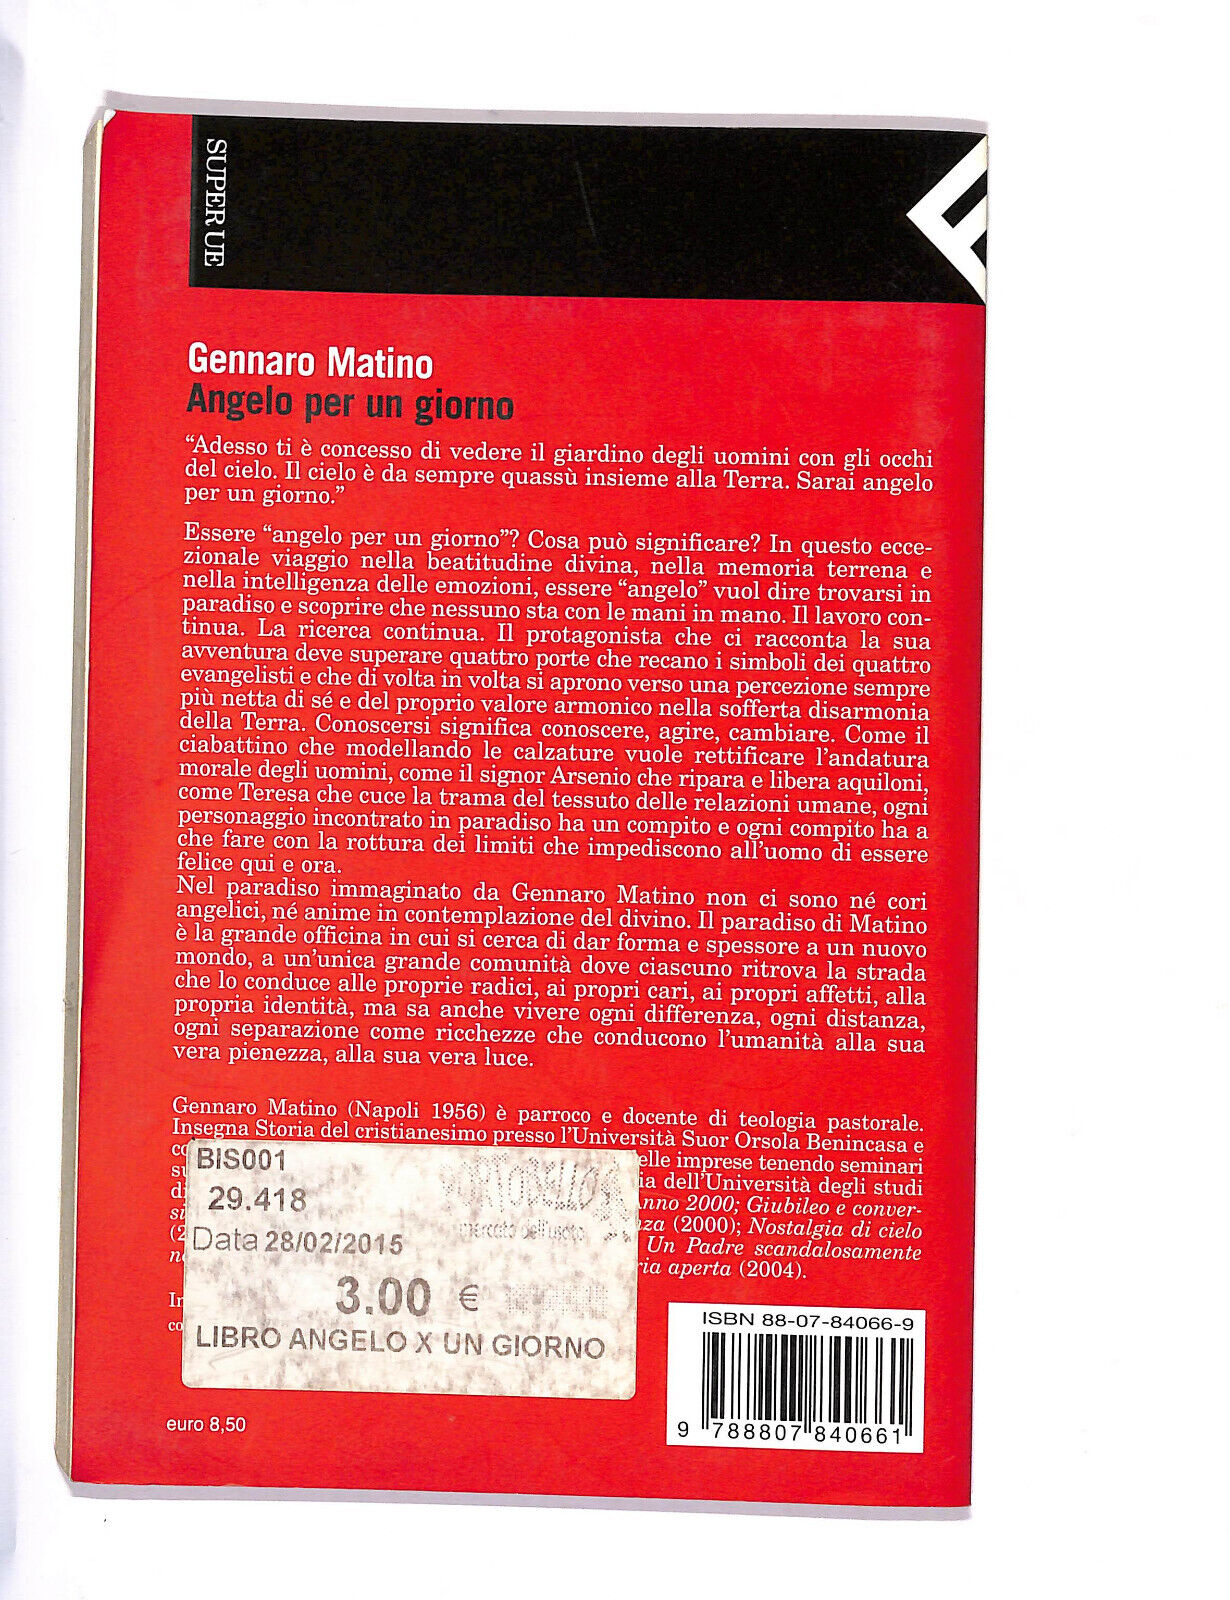 SUPER UE
Gennaro Matino
Angelo per un giorno
“Adesso ti è concesso di vedere il giardino degli uomini con gli occhi
del cielo. Il cielo è da sempre quassù insieme alla Terra. Sarai angelo
per un giorno.”
Essere “angelo per un giorno”? Cosa può significare? In questo ecce-
zionale viaggio nella beatitudine divina, nella memoria terrena e
nella intelligenza delle emozioni, essere “angelo” vuol dire trovarsi in
paradiso e scoprire che nessuno sta con le mani in mano. Il lavoro con-
tinua. La ricerca continua. Il protagonista che ci racconta la sua
avventura deve superare quattro porte che recano i simboli dei quattro
evangelisti e che di volta in volta si aprono verso una percezione sempre
più netta di sé e del proprio valore armonico nella sofferta disarmonia
della Terra. Conoscersi significa conoscere, agire, cambiare. Come il
ciabattino che modellando le calzature vuole rettificare l’andatura
morale degli uomini, come il signor Arsenio che ripara e libera aquiloni,
come Teresa che cuce la trama del tessuto delle relazioni umane, ogni
personaggio incontrato in paradiso ha un compito e ogni compito ha a
che fare con la rottura dei limiti che impediscono all’uomo di essere
felice qui e ora.
Nel paradiso immaginato da Gennaro Matino non ci sono né cori
angelici, né anime in contemplazione del divino. Il paradiso di Matino
è la grande officina in cui si cerca di dar forma e spessore a un nuovo
mondo, a un’unica grande comunità dove ciascuno ritrova la strada
che lo conduce alle proprie radici, ai propri cari, ai propri affetti, alla
propria identità, ma sa anche vivere ogni differenza, ogni distanza,
ogni separazione come ricchezze che conducono l’umanità alla sua
vera pienezza, alla sua vera luce.
Gennaro Matino (Napoli 1956) è parroco e docente di teologia pastorale.
Insegna Storia del cristianesimo presso l’Università Suor Orsola Benincasa e
elle imprese tenendo seminari
ia dell’Università degli studi
Anno 2000; Giubileo e conver-
nza (2000); Nostalgia di cielo
Un Padre scandalosamente
ria aperta (2004).
BIS001
29.418
Data 28/02/2015
mercato dell'usato
3.00 €
LIBRO ANGELO X UN GIORNO
euro 8,50
ISBN 88-07-84066-9
9 788807 840661